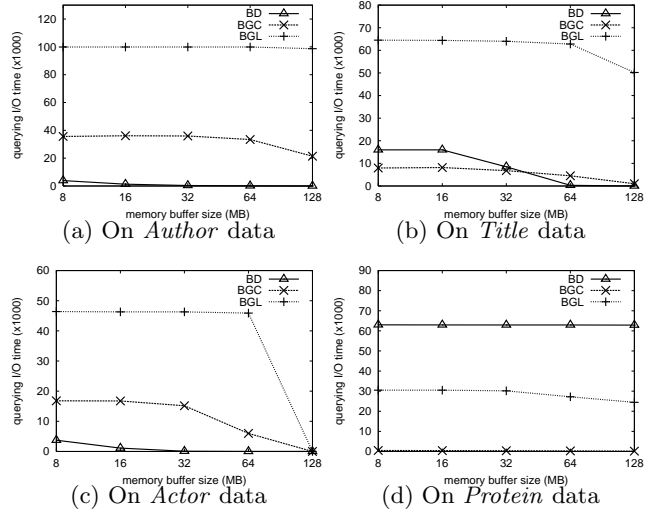 120
100
80
60
40
20
0
8 16 32 64 128
querying I/O time (x1000)
memory buffer size (MB)
BD
BGC
BGL
(a) On Author data
80
70
60
50
40
30
20
10
0
8 16 32 64 128
querying I/O time (x1000)
memory buffer size (MB)
BD
BGC
BGL
(b) On Title data
60
50
40
30
20
10
0
8 16 32 64 128
querying I/O time (x1000)
memory buffer size (MB)
BD
BGC
BGL
(c) On Actor data
90
80
70
60
50
40
30
20
10
0
8 16 32 64 128
querying I/O time (x1000)
memory buffer size (MB)
BD
BGC
BGL
(d) On Protein data